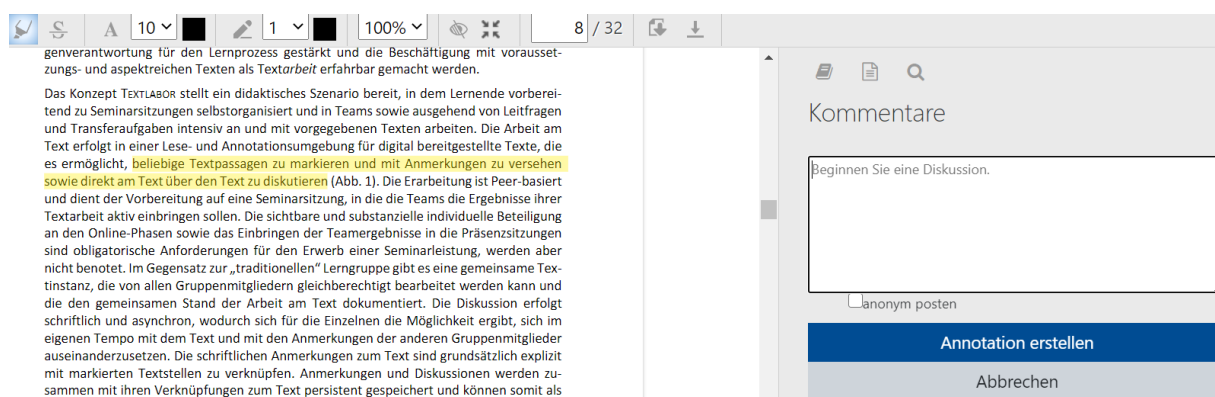 A 10 1 100% 8 / 32
genverantwortung für den Lernprozess gestärkt und die Beschäftigung mit vorausset-
zungs- und aspektreichen Texten als Textarbeit erfahrbar gemacht werden.
Das Konzept TEXTLABOR stellt ein didaktisches Szenario bereit, in dem Lernende vorberei-
tend zu Seminarsitzungen selbstorganisiert und in Teams sowie ausgehend von Leitfragen
und Transferaufgaben intensiv an und mit vorgegebenen Texten arbeiten. Die Arbeit am
Text erfolgt in einer Lese- und Annotationsumgebung für digital bereitgestellte Texte, die
es ermöglicht, beliebige Textpassagen zu markieren und mit Anmerkungen zu versehen
sowie direkt am Text über den Text zu diskutieren (Abb. 1). Die Erarbeitung ist Peer-basiert
und dient der Vorbereitung auf eine Seminarsitzung, in die die Teams die Ergebnisse ihrer
Textarbeit aktiv einbringen sollen. Die sichtbare und substanzielle individuelle Beteiligung
an den Online-Phasen sowie das Einbringen der Teamergebnisse in die Präsenzsitzungen
sind obligatorische Anforderungen für den Erwerb einer Seminarleistung, werden aber
nicht benotet. Im Gegensatz zur „traditionellen“ Lerngruppe gibt es eine gemeinsame Tex-
tinstanz, die von allen Gruppenmitgliedern gleichberechtigt bearbeitet werden kann und
die den gemeinsamen Stand der Arbeit am Text dokumentiert. Die Diskussion erfolgt
schriftlich und asynchron, wodurch sich für die Einzelnen die Möglichkeit ergibt, sich im
eigenen Tempo mit dem Text und mit den Anmerkungen der anderen Gruppenmitglieder
auseinanderzusetzen. Die schriftlichen Anmerkungen zum Text sind grundsätzlich explizit
mit markierten Textstellen zu verknüpfen. Anmerkungen und Diskussionen werden zu-
sammen mit ihren Verknüpfungen zum Text persistent gespeichert und können somit als
Kommentare
Beginnen Sie eine Diskussion.
anonym posten
Annotation erstellen
Abbrechen